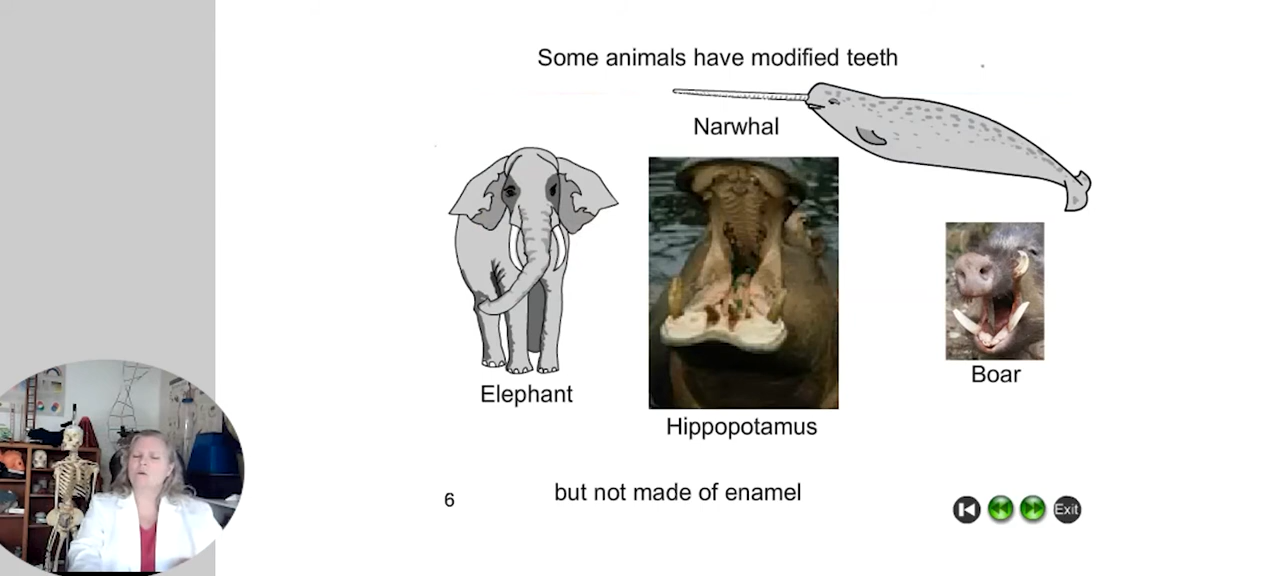 Some animals have modified teeth
Narwhal
Elephant
Hippopotamus
Boar
6
but not made of enamel
Exit